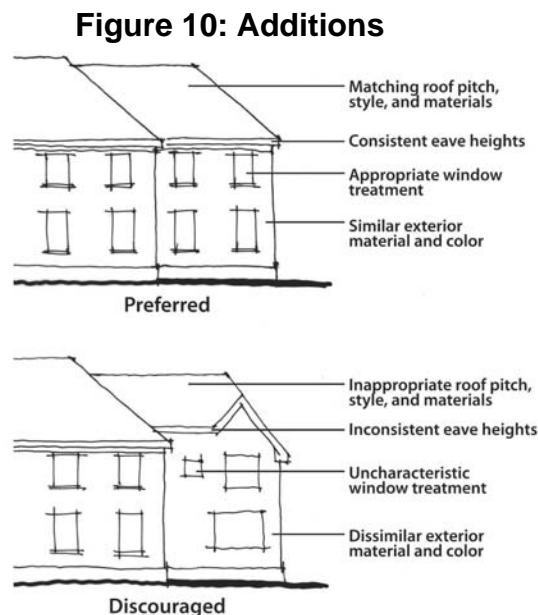 Figure 10: Additions
Matching roof pitch,
style, and materials
Consistent eave heights
Appropriate window
treatment
Similar exterior
material and color
Preferred
Inappropriate roof pitch,
style, and materials
Inconsistent eave heights
Uncharacteristic
window treatment
Dissimilar exterior
material and color
Discouraged